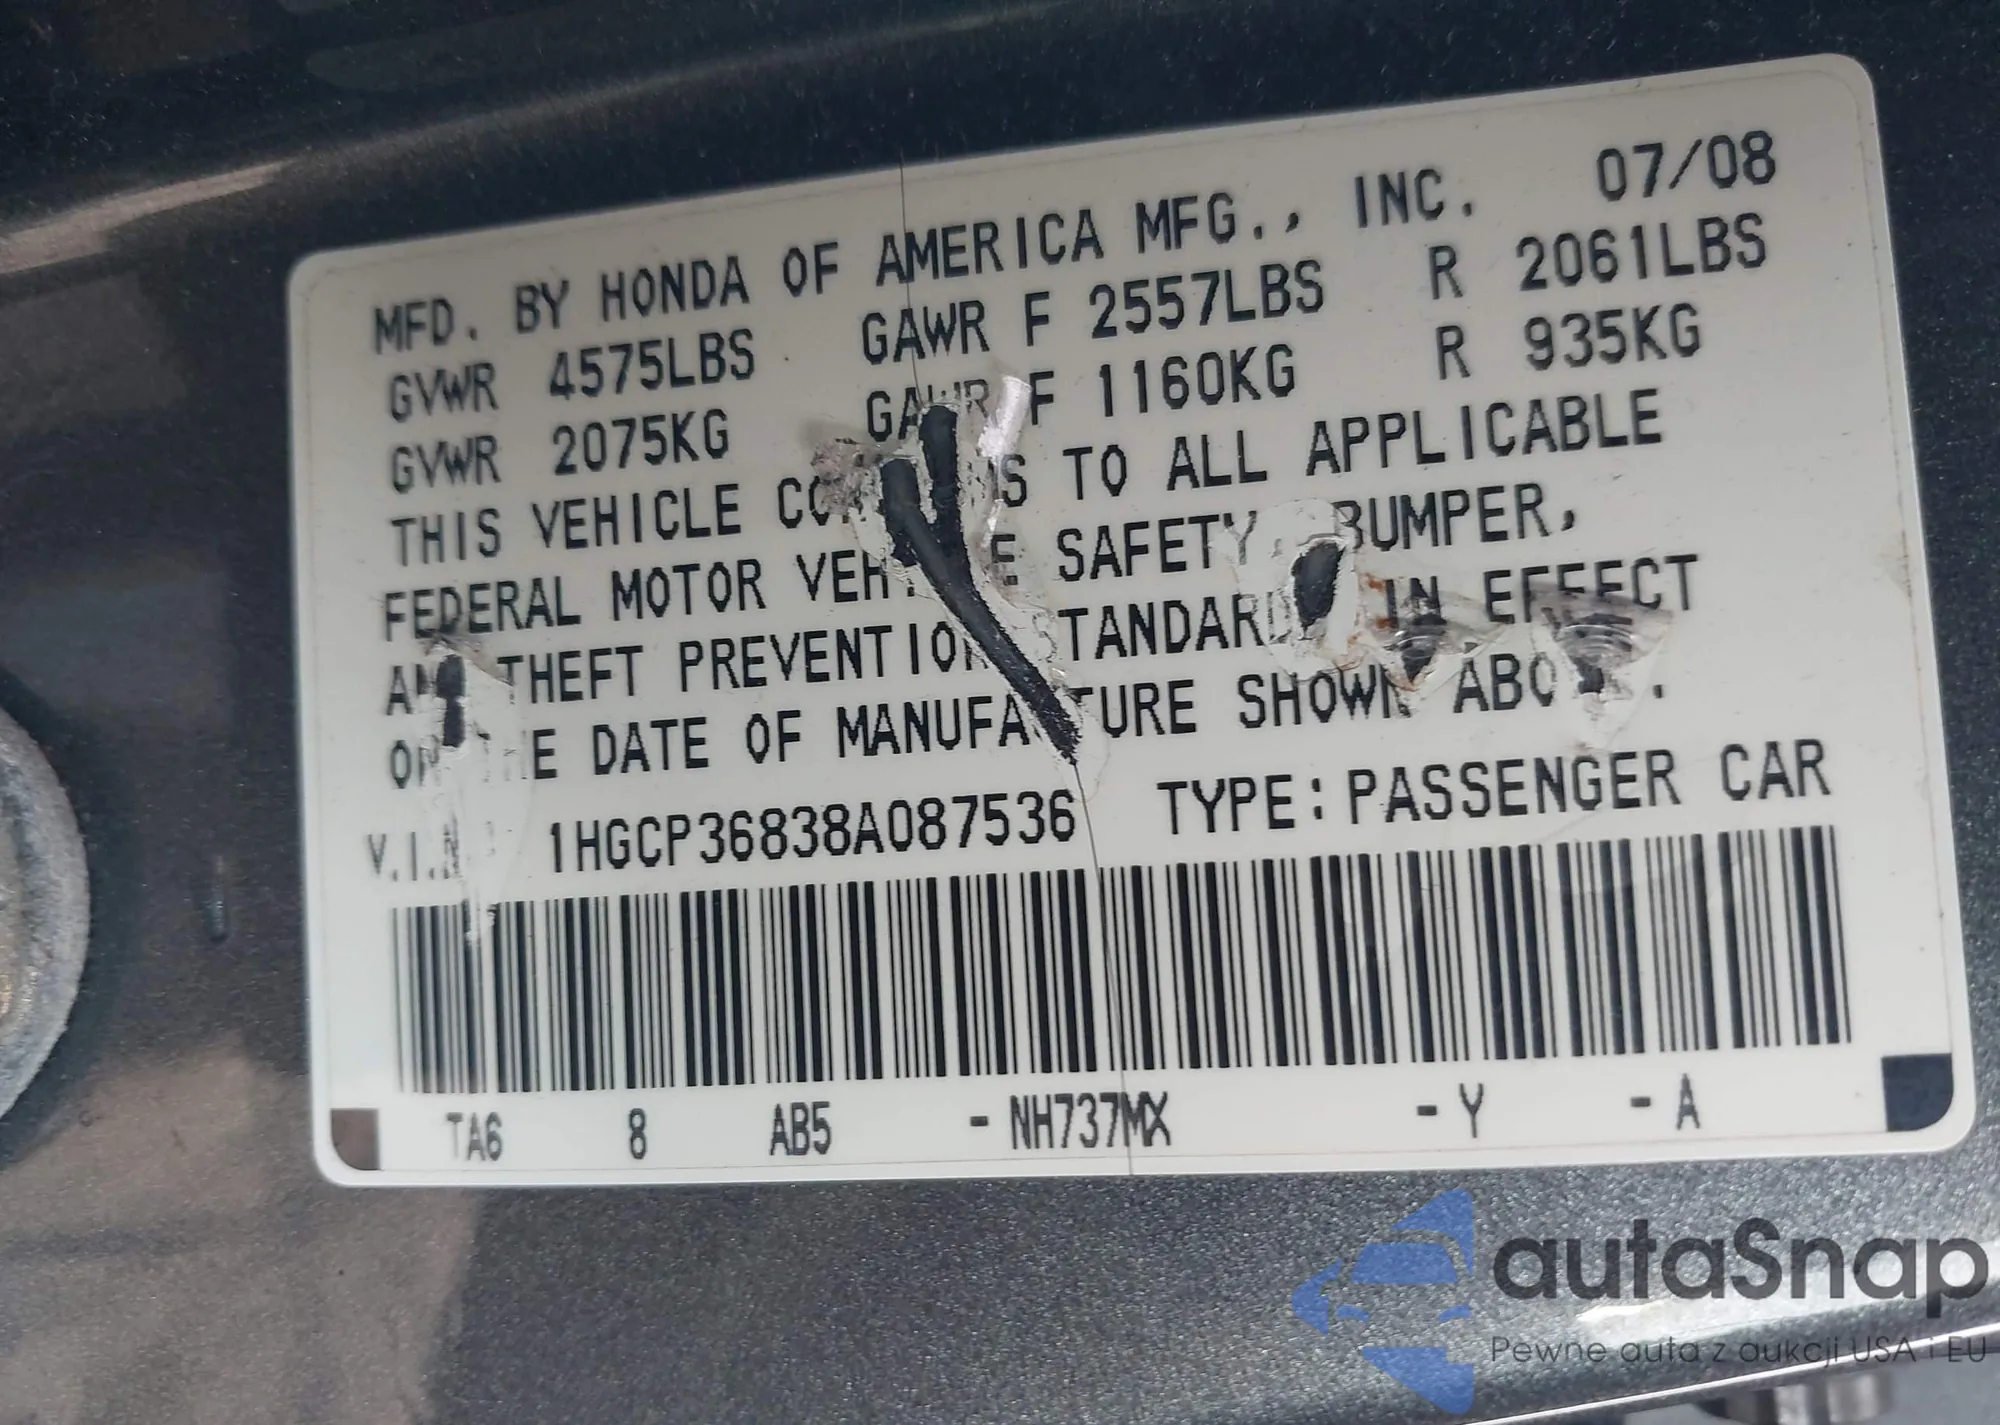 MFD. BY HONDA OF AMERICA MFG., INC. 07/08
GVWR 4575LBS GAWR F 2557LBS R 2061LBS
GVWR 2075KG GAWR F 1160KG R 935KG
THIS VEHICLE TO ALL APPLICABLE
FEDERAL MOTOR SAFETY, BUMPER,
THEFT PREVENTION STANDARD IN EFFECT
DATE OF SHOWN
V.I.N 1HGCP36838A087536 TYPE:PASSENGER CAR
TA6 8 AB5 -NH737MX -Y -A
autaSnap
Pewne auta z aukcji USA i EU